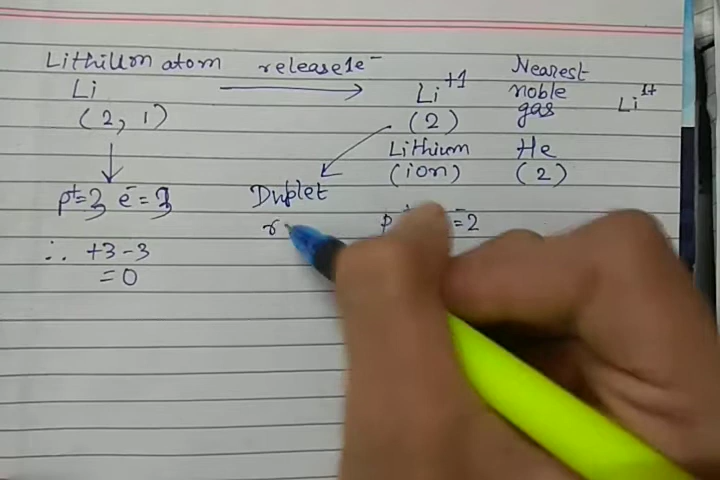 Lithium atom release 1e⁻ Li⁺¹ Nearest
Li noble Li¹⁺
(2, 1) (2) gas
Lithium He
(ion) (2)
p⁺=3 e⁻=3 Duplet
r p =2
∴ +3-3
=0